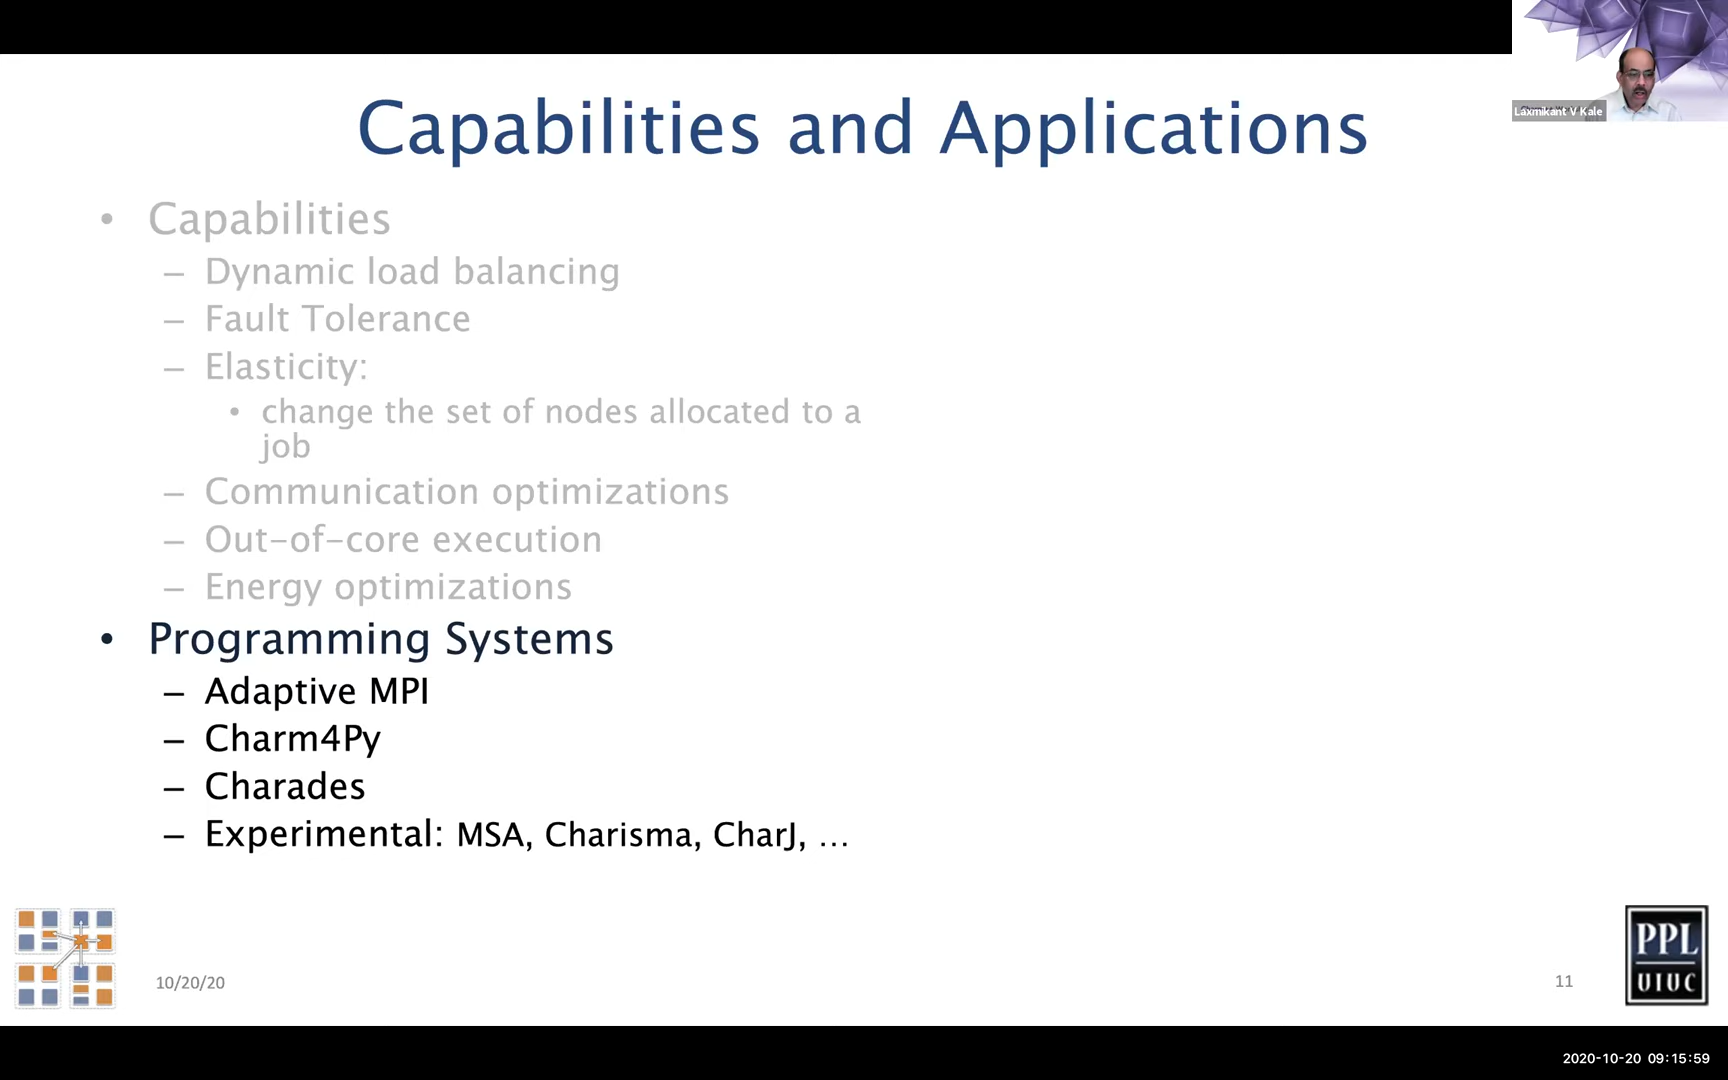 Capabilities and Applications
Laxmikant V Kale
• Capabilities
– Dynamic load balancing
– Fault Tolerance
– Elasticity:
• change the set of nodes allocated to a
job
– Communication optimizations
– Out-of-core execution
– Energy optimizations
• Programming Systems
– Adaptive MPI
– Charm4Py
– Charades
– Experimental: MSA, Charisma, CharJ, ...
10/20/20
11
PPL
UIUC
2020-10-20 09:15:59